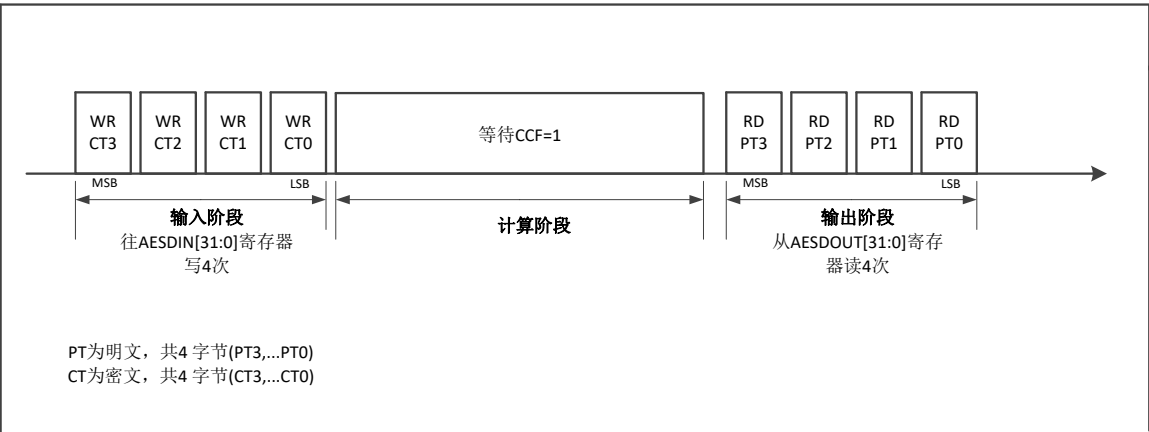 WR
CT3
WR
CT2
WR
CT1
WR
CT0
等待CCF=1
RD
PT3
RD
PT2
RD
PT1
RD
PT0
MSB
LSB
MSB
LSB
输入阶段
往AESDIN[31:0]寄存器
写4次
计算阶段
输出阶段
从AESDOUT[31:0]寄存
器读4次
PT为明文，共4 字节(PT3,...PT0)
CT为密文，共4 字节(CT3,...CT0)